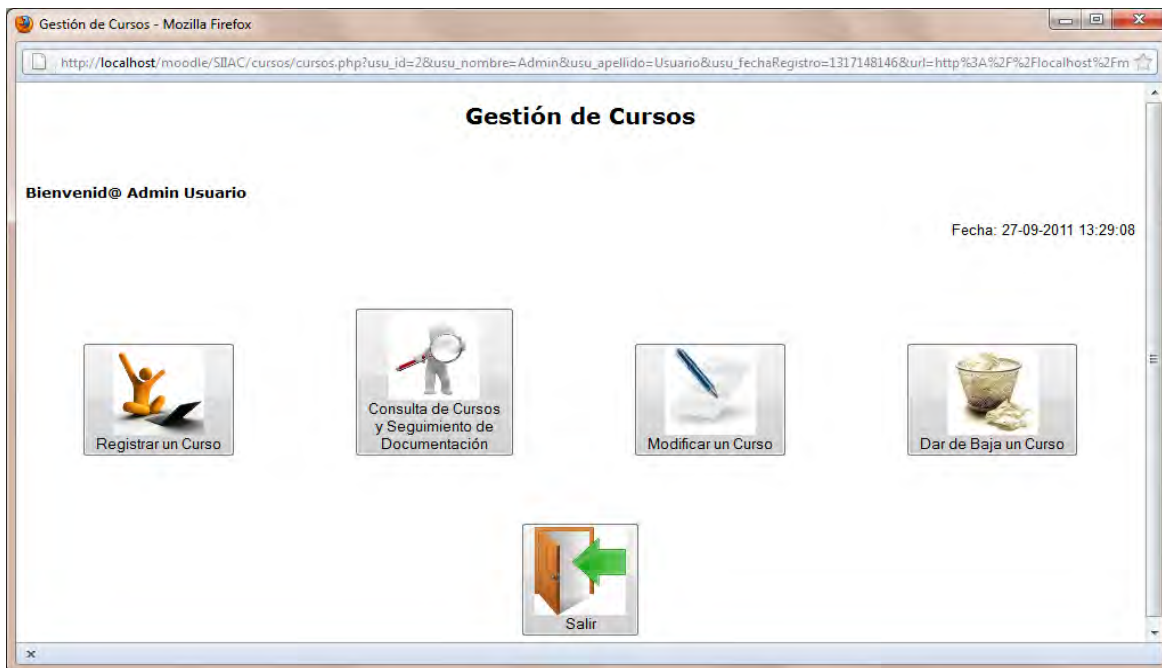 Gestión de Cursos - Mozilla Firefox
http://localhost/moodle/SIIAC/cursos/cursos.php?usu_id=2&usu_nombre=Admin&usu_apellido=Usuario&usu_fechaRegistro=1317148146&url=http%3A%2F%2Flocalhost%2Fm
Gestión de Cursos
Bienvenid@ Admin Usuario
Fecha: 27-09-2011 13:29:08
Registrar un Curso
Consulta de Cursos
y Seguimiento de
Documentación
Modificar un Curso
Dar de Baja un Curso
Salir